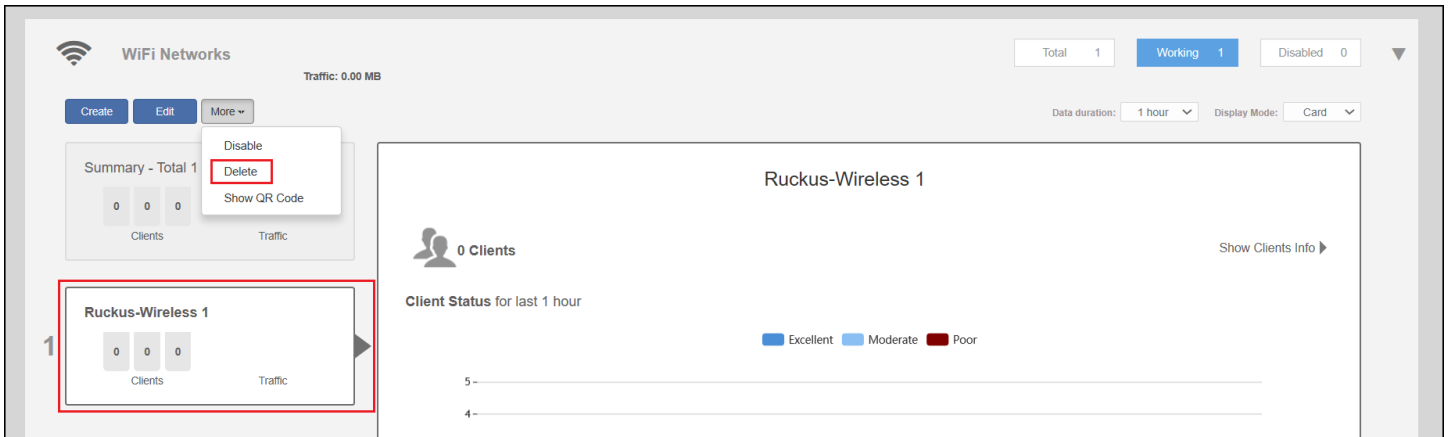 WiFi Networks
Total 1
Working 1
Disabled 0
Traffic: 0.00 MB
Create
Edit
More
Data duration: 1 hour
Display Mode: Card
Disable
Delete
Show QR Code
Summary - Total 1
0 0 0
Clients
Traffic
Ruckus-Wireless 1
0 Clients
Show Clients Info
Client Status for last 1 hour
Excellent Moderate Poor
5
4
1
Ruckus-Wireless 1
0 0 0
Clients
Traffic